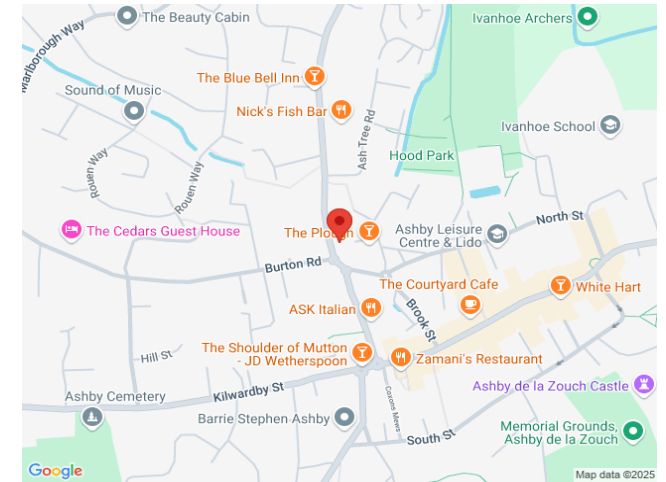 Marlborough Way
The Beauty Cabin
Ivanhoe Archers
The Blue Bell Inn
Sound of Music
Nick's Fish Bar
Ash Tree Rd
Ivanhoe School
Hood Park
Rouen Way
Rouen Way
The Cedars Guest House
The Plough
Ashby Leisure
Centre & Lido
North St
Burton Rd
The Courtyard Cafe
White Hart
ASK Italian
Brook St
The Shoulder of Mutton
- JD Wetherspoon
Zamani's Restaurant
Hill St
Ashby de la Zouch Castle
Ashby Cemetery
Kilwardby St
Coxons Mews
Barrie Stephen Ashby
South St
Memorial Grounds,
Ashby de la Zouch
Google
Map data ©2025